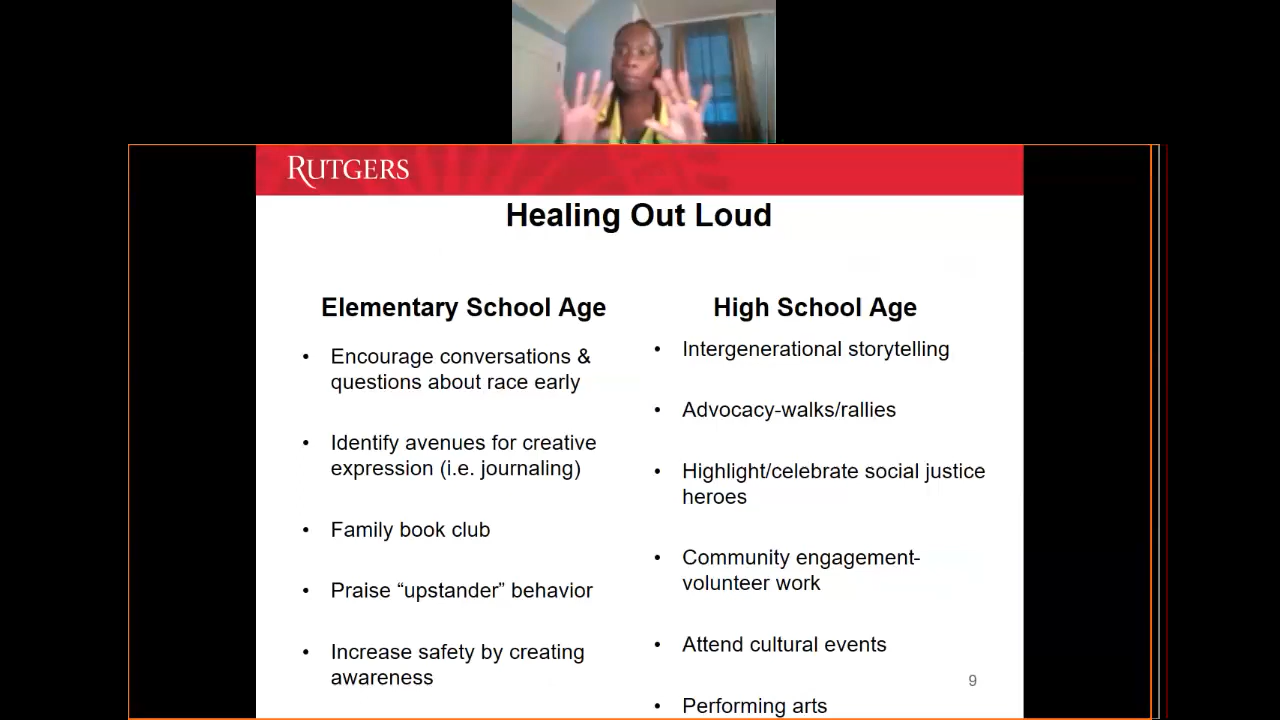 RUTGERS
Healing Out Loud
Elementary School Age
• Encourage conversations &
questions about race early
• Identify avenues for creative
expression (i.e. journaling)
• Family book club
• Praise “upstander” behavior
• Increase safety by creating
awareness
High School Age
• Intergenerational storytelling
• Advocacy-walks/rallies
• Highlight/celebrate social justice
heroes
• Community engagement-
volunteer work
• Attend cultural events
• Performing arts
9